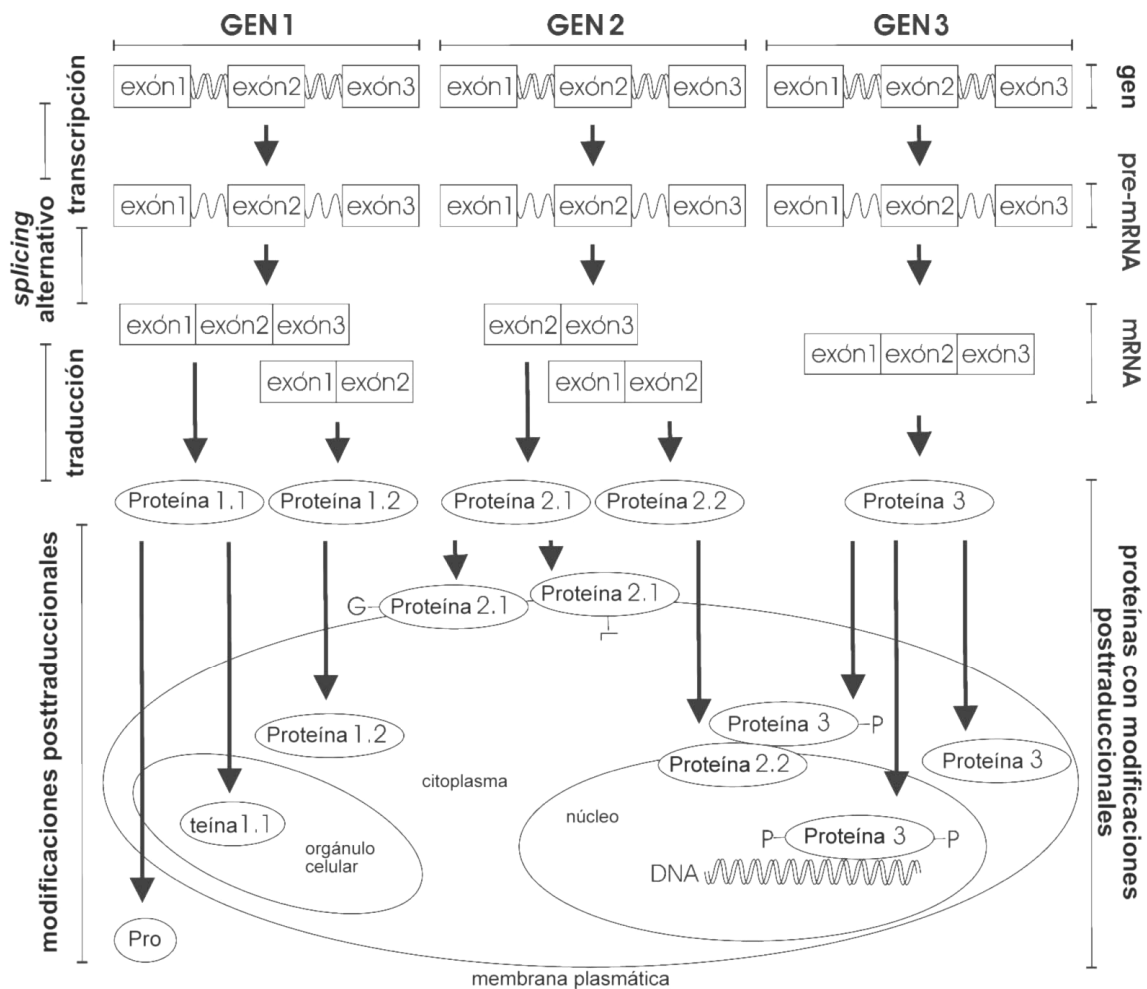 GEN 1 GEN 2 GEN 3
exón1 exón2 exón3 exón1 exón2 exón3 exón1 exón2 exón3
gen
transcripción
exón1 exón2 exón3 exón1 exón2 exón3 exón1 exón2 exón3
pre-mRNA
splicing
alternativo
exón1 exón2 exón3 exón2 exón3
exón1 exón2 exón3
exón1 exón2 exón1 exón2
mRNA
traducción
Proteína 1.1 Proteína 1.2 Proteína 2.1 Proteína 2.2 Proteína 3
modificaciones posttraduccionales
proteínas con modificaciones
posttraduccionales
G Proteína 2.1 Proteína 2.1
L
Proteína 3 P
Proteína 1.2
Proteína 2.2 Proteína 3
citoplasma
núcleo
teína 1.1
P Proteína 3 P
orgánulo
celular
DNA
Pro
membrana plasmática